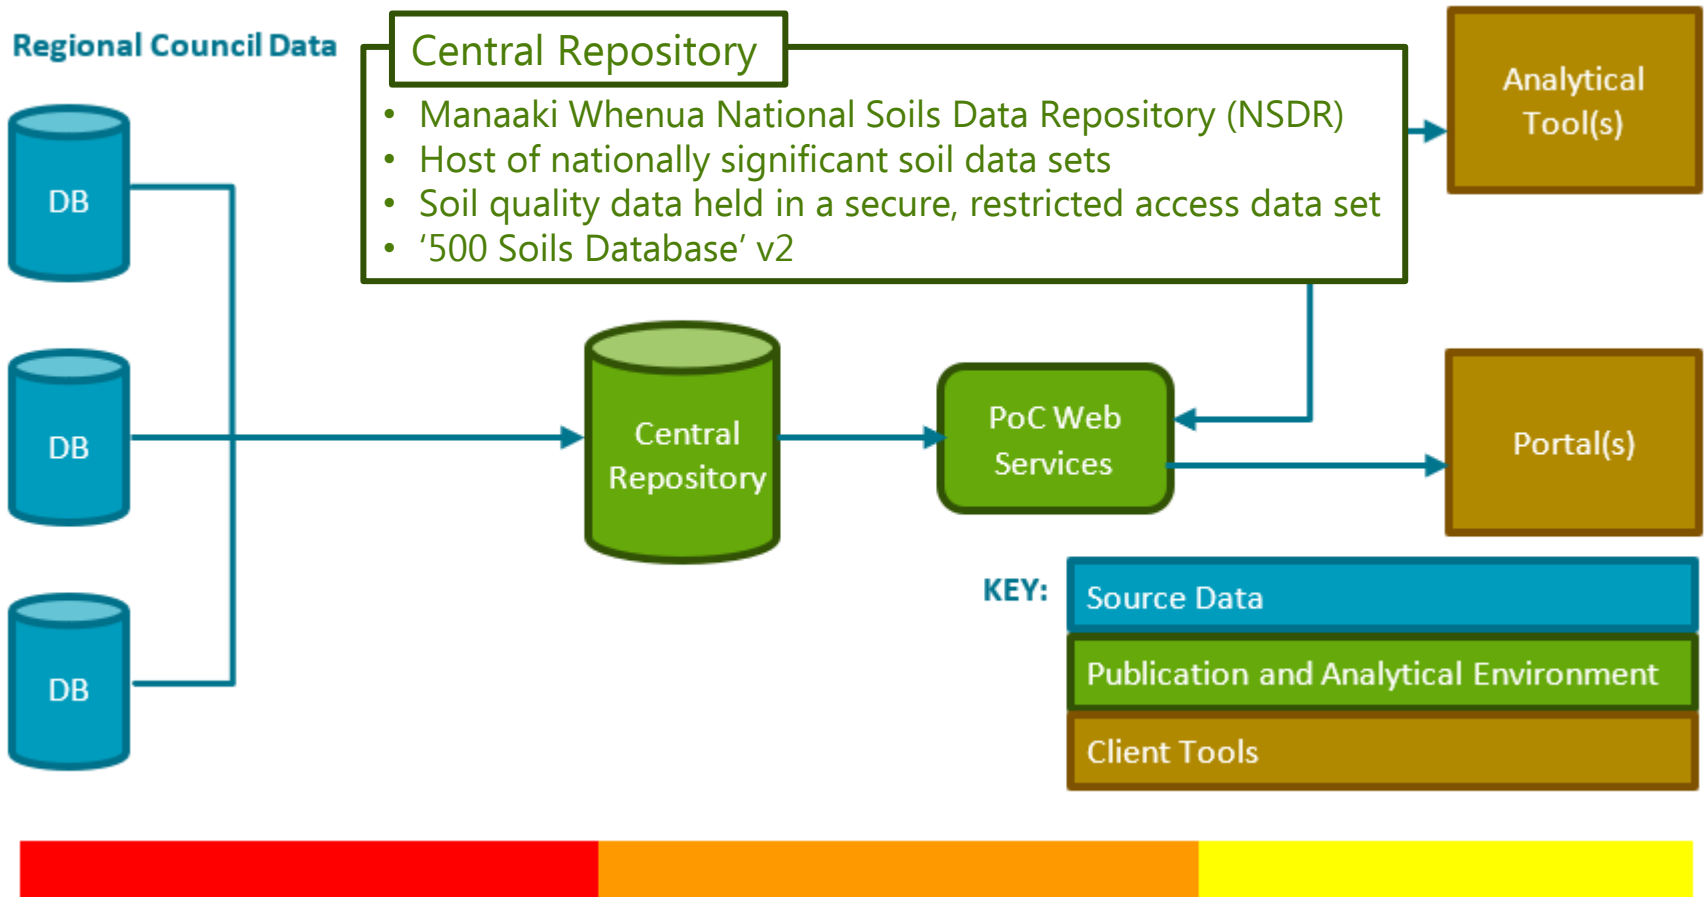 Regional Council Data
Central Repository
• Manaaki Whenua National Soils Data Repository (NSDR)
• Host of nationally significant soil data sets
• Soil quality data held in a secure, restricted access data set
• ‘500 Soils Database’ v2
Analytical
Tool(s)
DB
DB
DB
Central
Repository
PoC Web
Services
Portal(s)
KEY:
Source Data
Publication and Analytical Environment
Client Tools